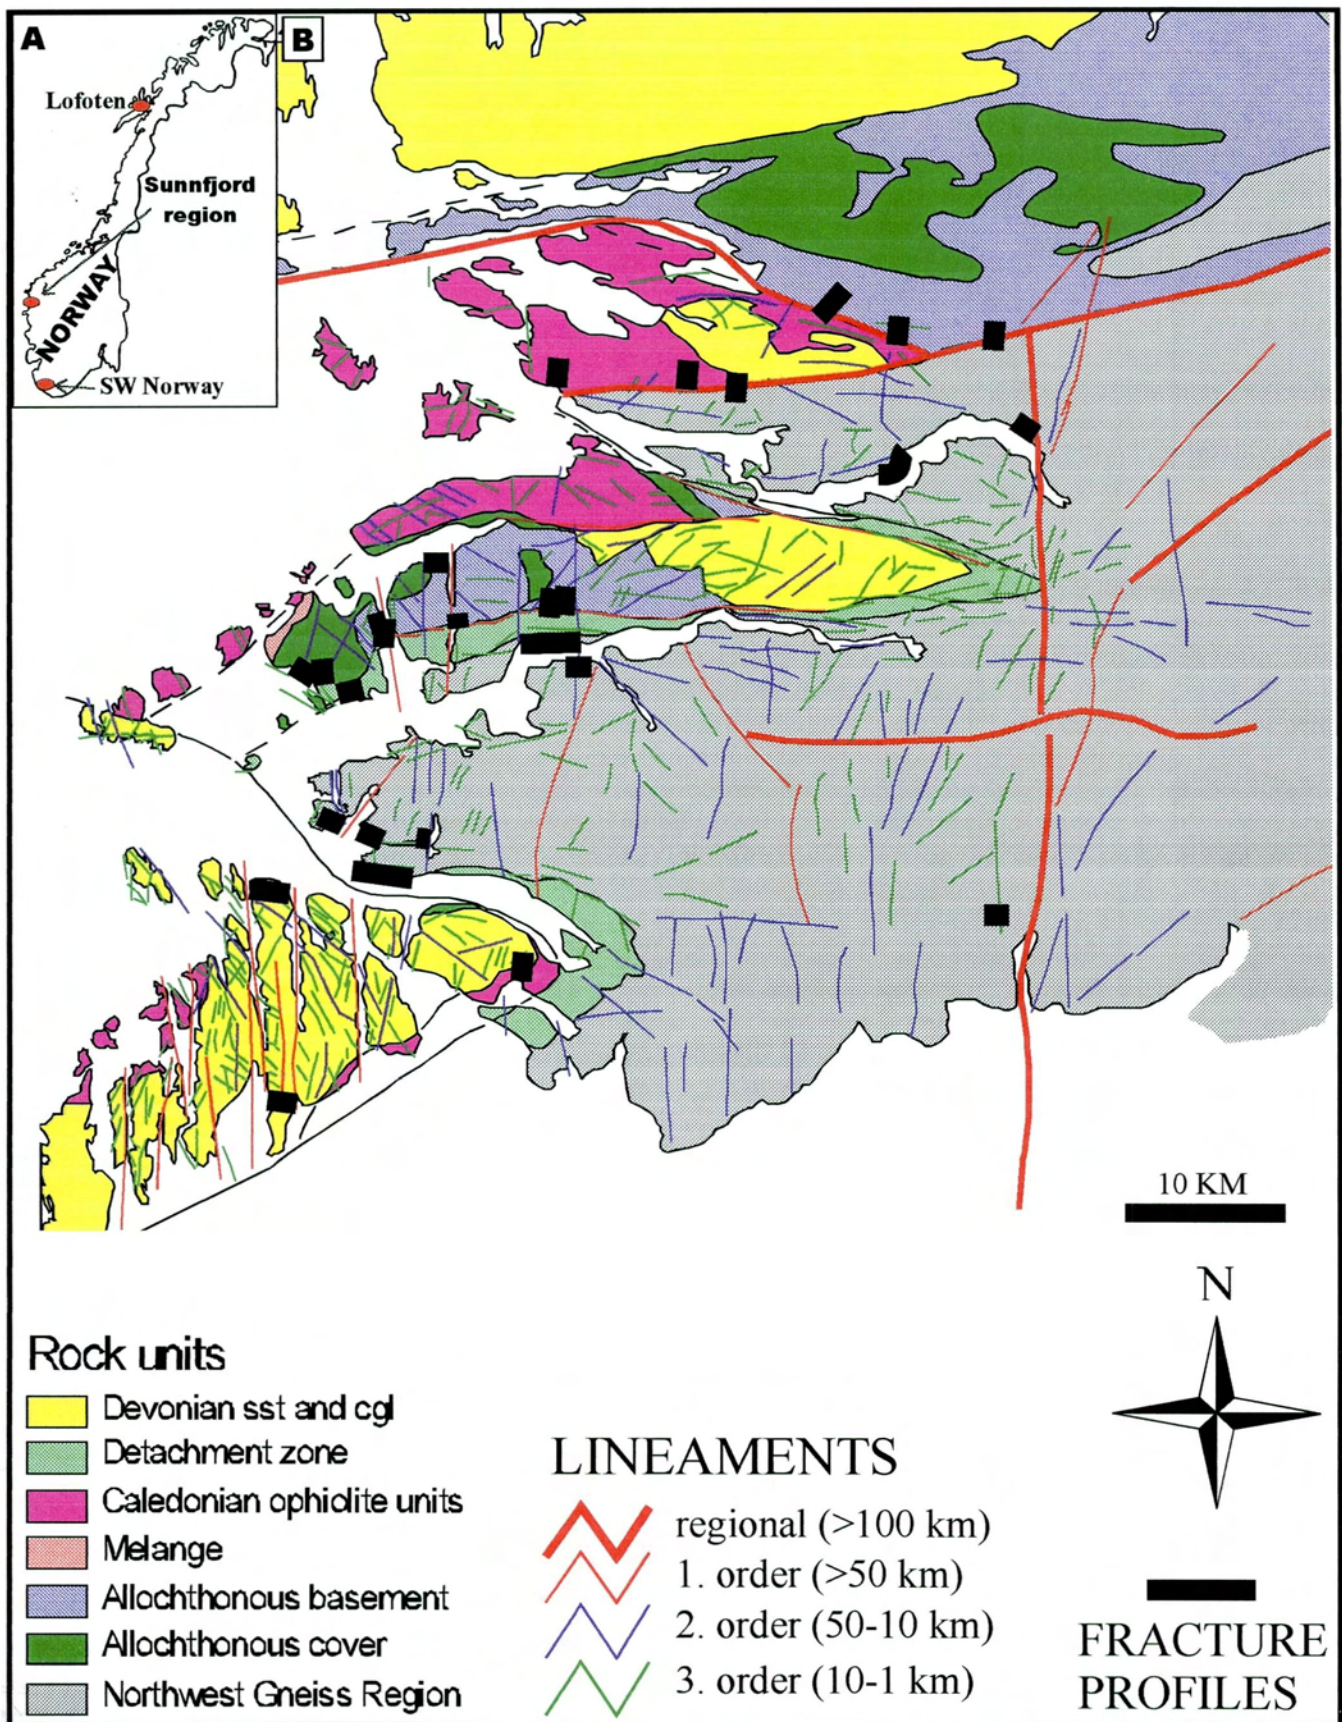 A
B
Lofoten
Sunnfjord
region
NORWAY
SW Norway
10 KM
N
Rock units
Devonian sst and cgl
Detachment zone
Caledonian ophiolite units
Melange
Allochthonous basement
Allochthonous cover
Northwest Gneiss Region
LINEAMENTS
regional (>100 km)
1. order (>50 km)
2. order (50-10 km)
3. order (10-1 km)
FRACTURE
PROFILES